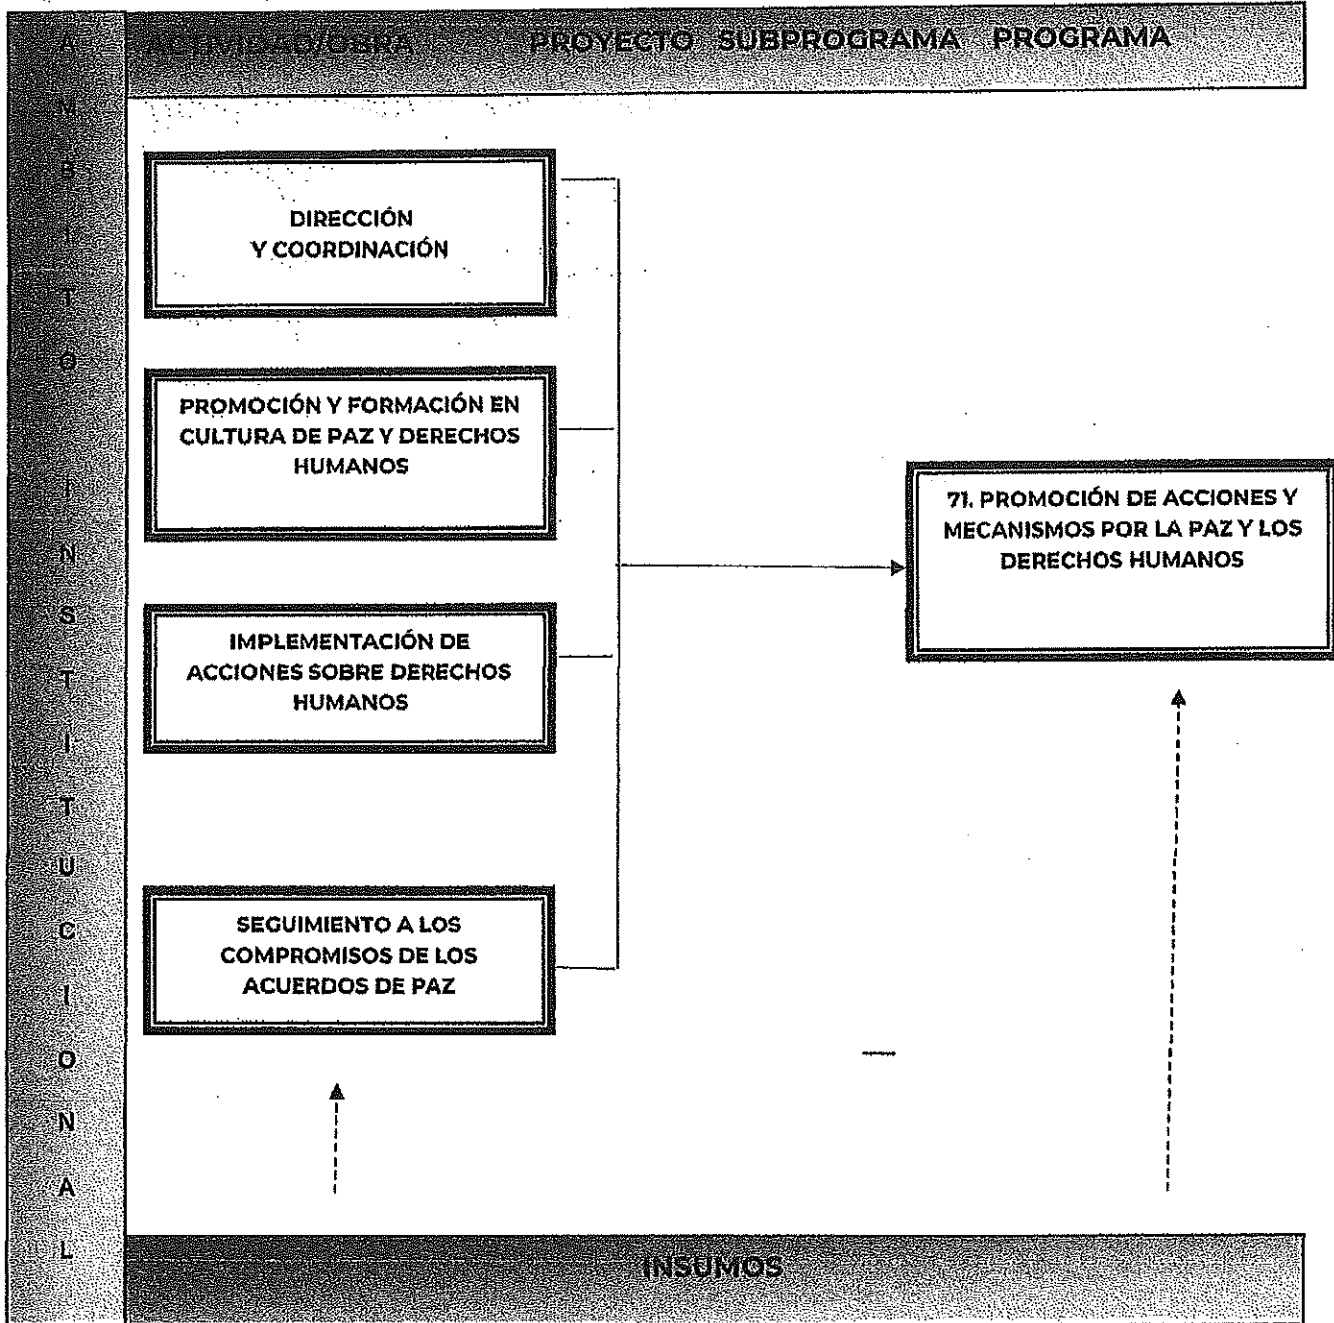 ACTIVIDAD/OBRA PROYECTO SUBPROGRAMA PROGRAMA
AMBITO INSTITUCIONAL
DIRECCIÓN
Y COORDINACIÓN
PROMOCIÓN Y FORMACIÓN EN
CULTURA DE PAZ Y DERECHOS
HUMANOS
IMPLEMENTACIÓN DE
ACCIONES SOBRE DERECHOS
HUMANOS
SEGUIMIENTO A LOS
COMPROMISOS DE LOS
ACUERDOS DE PAZ
71. PROMOCIÓN DE ACCIONES Y
MECANISMOS POR LA PAZ Y LOS
DERECHOS HUMANOS
INSUMOS